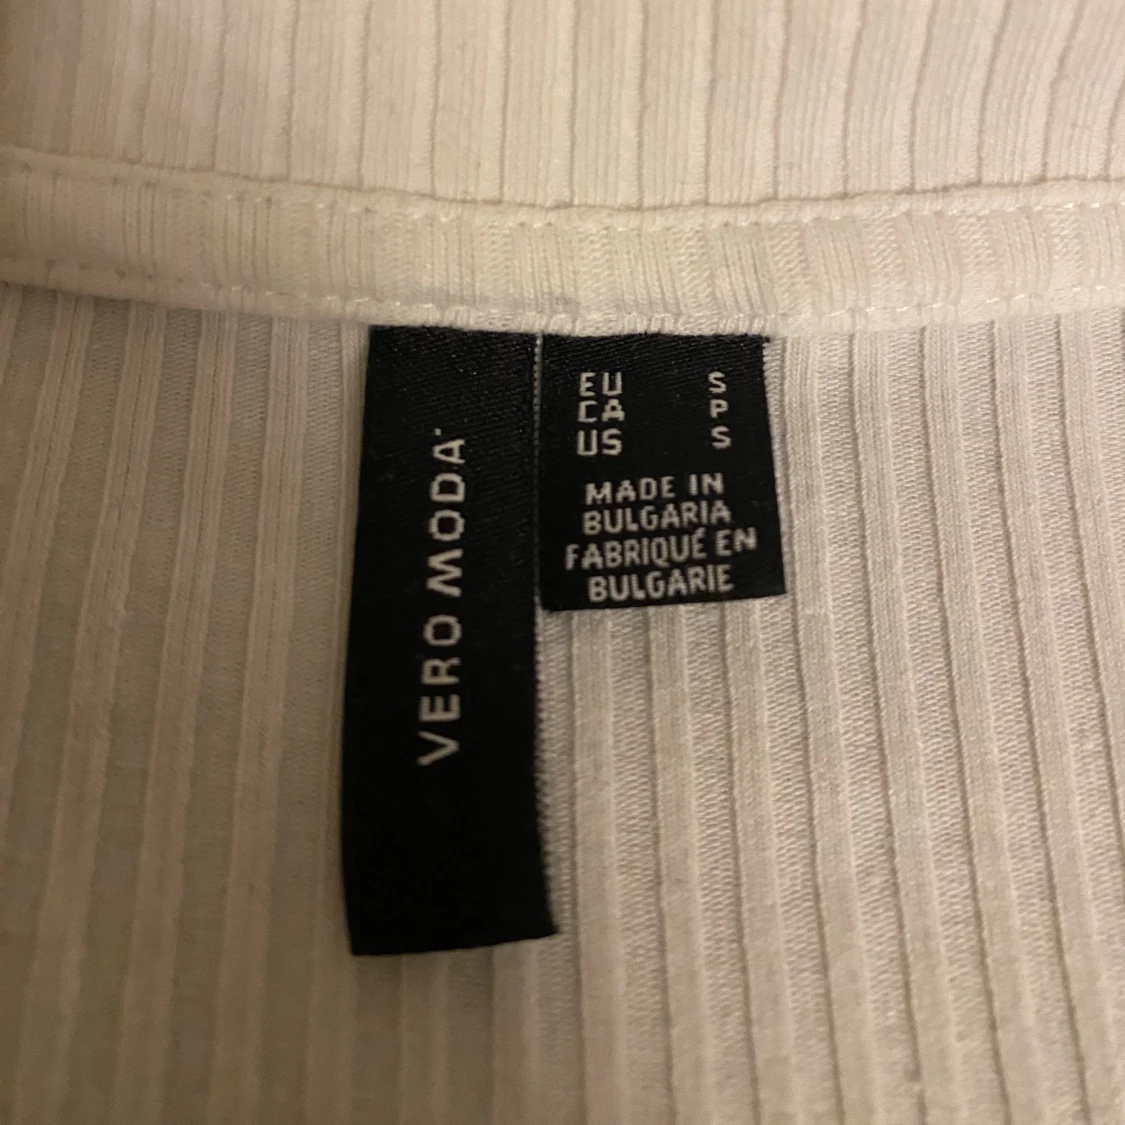 VERO MODA
EU S
CA P
US S
MADE IN
BULGARIA
FABRIQUÉ EN
BULGARIE